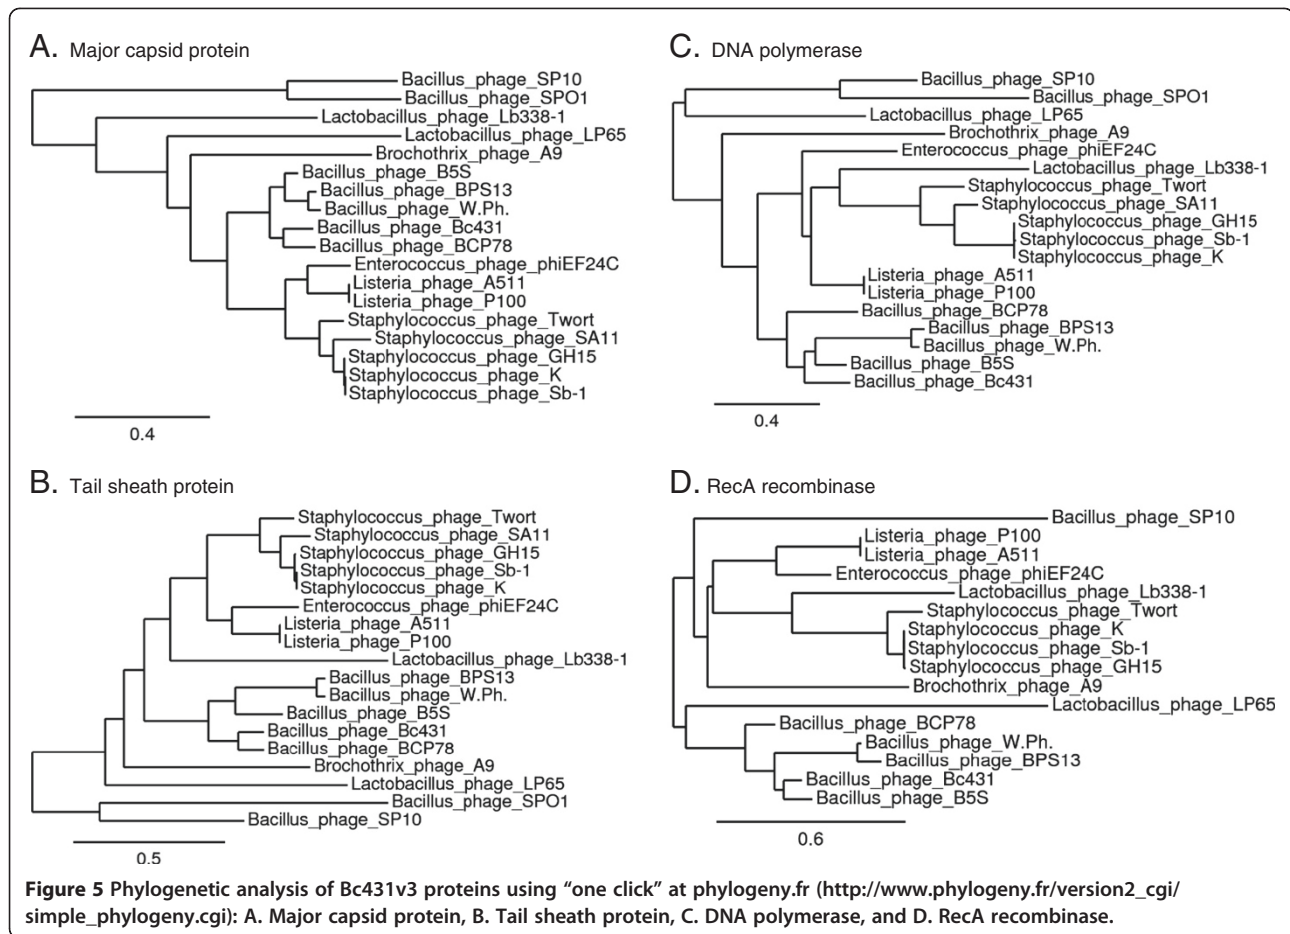 A. Major capsid protein
Bacillus_phage_SP10
Bacillus_phage_SPO1
Lactobacillus_phage_Lb338-1
Lactobacillus_phage_LP65
Brochothrix_phage_A9
Bacillus_phage_B5S
Bacillus_phage_BPS13
Bacillus_phage_W.Ph.
Bacillus_phage_Bc431
Bacillus_phage_BCP78
Enterococcus_phage_phiEF24C
Listeria_phage_A511
Listeria_phage_P100
Staphylococcus_phage_Twort
Staphylococcus_phage_SA11
Staphylococcus_phage_GH15
Staphylococcus_phage_K
Staphylococcus_phage_Sb-1
0.4
B. Tail sheath protein
Staphylococcus_phage_Twort
Staphylococcus_phage_SA11
Staphylococcus_phage_GH15
Staphylococcus_phage_Sb-1
Staphylococcus_phage_K
Enterococcus_phage_phiEF24C
Listeria_phage_A511
Listeria_phage_P100
Lactobacillus_phage_Lb338-1
Bacillus_phage_BPS13
Bacillus_phage_W.Ph.
Bacillus_phage_B5S
Bacillus_phage_Bc431
Bacillus_phage_BCP78
Brochothrix_phage_A9
Lactobacillus_phage_LP65
Bacillus_phage_SPO1
Bacillus_phage_SP10
0.5
C. DNA polymerase
Bacillus_phage_SP10
Bacillus_phage_SPO1
Lactobacillus_phage_LP65
Brochothrix_phage_A9
Enterococcus_phage_phiEF24C
Lactobacillus_phage_Lb338-1
Staphylococcus_phage_Twort
Staphylococcus_phage_SA11
Staphylococcus_phage_GH15
Staphylococcus_phage_Sb-1
Staphylococcus_phage_K
Listeria_phage_A511
Listeria_phage_P100
Bacillus_phage_BCP78
Bacillus_phage_BPS13
Bacillus_phage_W.Ph.
Bacillus_phage_B5S
Bacillus_phage_Bc431
0.4
D. RecA recombinase
Bacillus_phage_SP10
Listeria_phage_P100
Listeria_phage_A511
Enterococcus_phage_phiEF24C
Lactobacillus_phage_Lb338-1
Staphylococcus_phage_Twort
Staphylococcus_phage_K
Staphylococcus_phage_Sb-1
Staphylococcus_phage_GH15
Brochothrix_phage_A9
Lactobacillus_phage_LP65
Bacillus_phage_BCP78
Bacillus_phage_W.Ph.
Bacillus_phage_BPS13
Bacillus_phage_Bc431
Bacillus_phage_B5S
0.6
Figure 5 Phylogenetic analysis of Bc431v3 proteins using “one click” at phylogeny.fr (http://www.phylogeny.fr/version2_cgi/
simple_phylogeny.cgi): A. Major capsid protein, B. Tail sheath protein, C. DNA polymerase, and D. RecA recombinase.